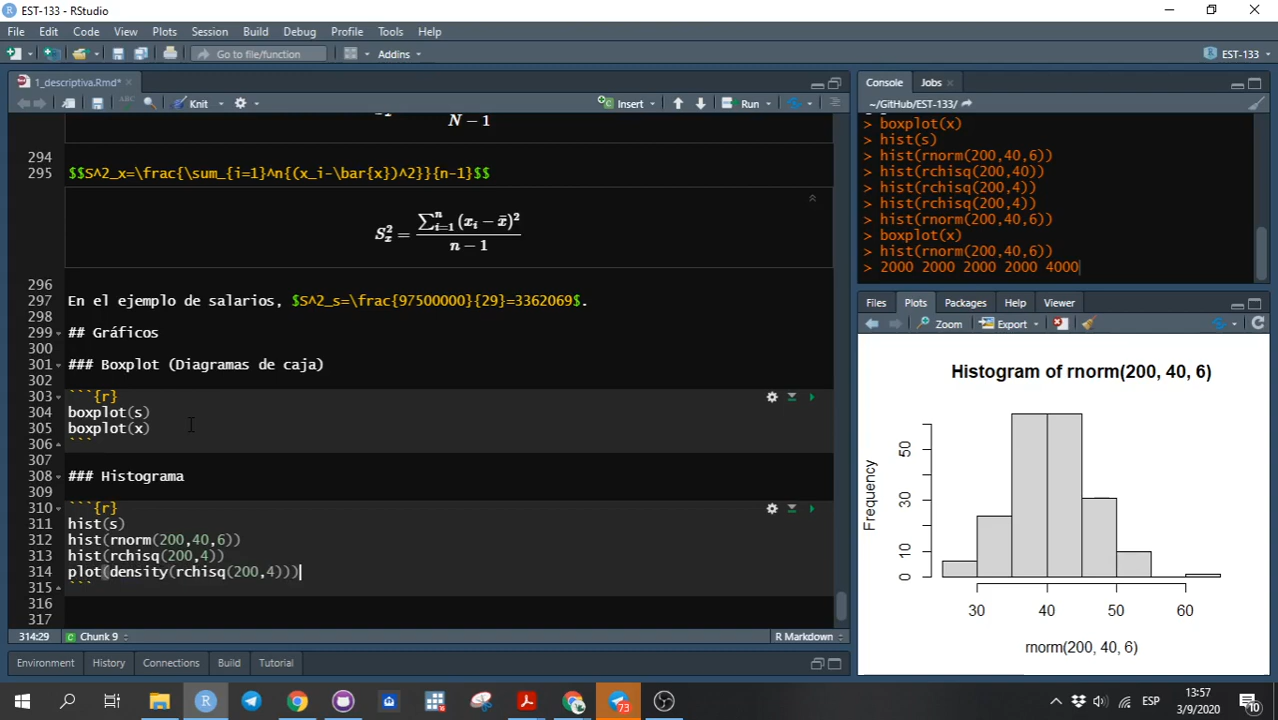 EST-133 - RStudio
File Edit Code View Plots Session Build Debug Profile Tools Help
Go to file/function
Addins
EST-133
1_descriptiva.Rmd*
ABC
Knit
Insert
Run
N − 1
294
295 $$S^2_x=\frac{\sum_{i=1}^n{(x_i-\bar{x})^2}}{n-1}$$
S²ₓ = ∑ⁿᵢ₌₁ (xᵢ − x̄)² / n − 1
296
297 En el ejemplo de salarios, $S^2_s=\frac{97500000}{29}=3362069$.
298
299 ## Gráficos
300
301 ### Boxplot (Diagramas de caja)
302
303 ```{r}
304 boxplot(s)
305 boxplot(x)
306 ```
307
308 ### Histograma
309
310 ```{r}
311 hist(s)
312 hist(rnorm(200,40,6))
313 hist(rchisq(200,4))
314 plot(density(rchisq(200,4)))
315 ```
316
317
314:29 Chunk 9 R Markdown
Environment History Connections Build Tutorial
Console Jobs
~/GitHub/EST-133/
> boxplot(x)
> hist(s)
> hist(rnorm(200,40,6))
> hist(rchisq(200,40))
> hist(rchisq(200,4))
> hist(rchisq(200,4))
> hist(rnorm(200,40,6))
> boxplot(x)
> hist(rnorm(200,40,6))
> 2000 2000 2000 2000 4000
Files Plots Packages Help Viewer
Zoom Export
Histogram of rnorm(200, 40, 6)
Frequency
0 10 30 50
30 40 50 60
rnorm(200, 40, 6)
73
ESP
13:57
3/9/2020
10